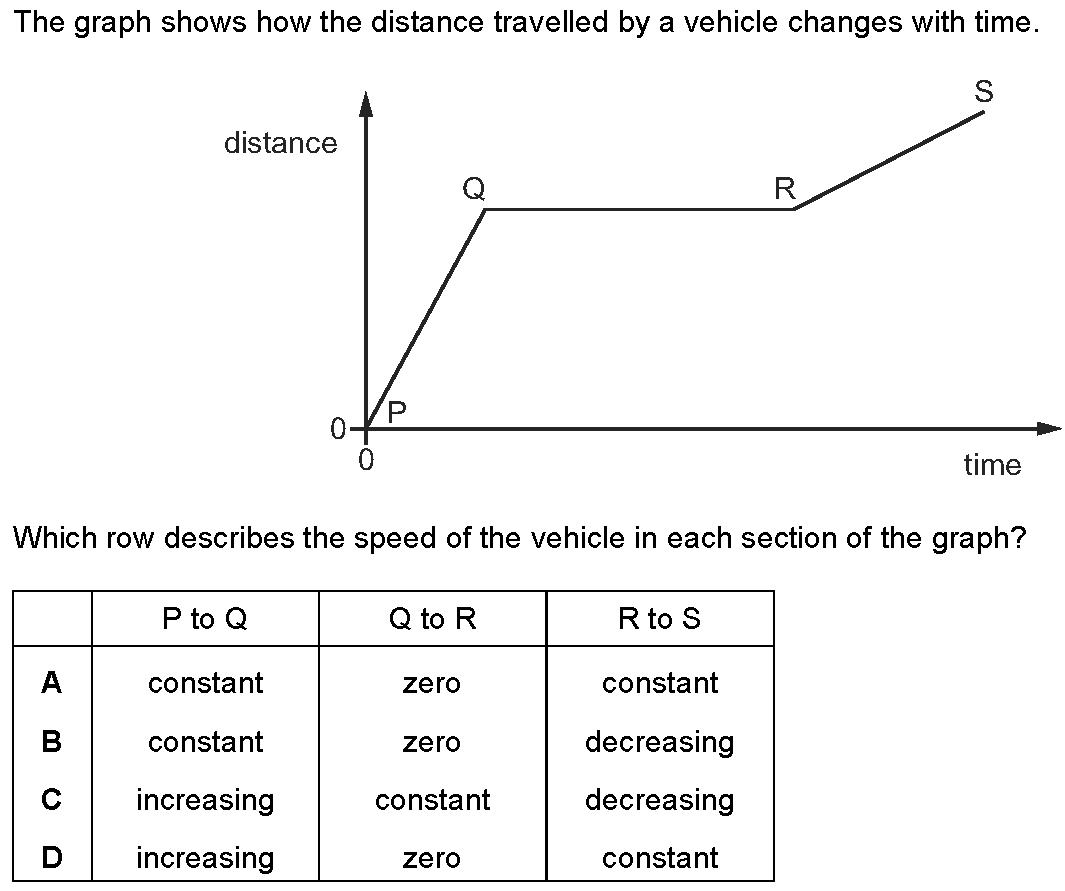 The graph shows how the distance travelled by a vehicle changes with time.
S
distance
Q R
P
0
0
time
Which row describes the speed of the vehicle in each section of the graph?
P to Q Q to R R to S
A constant zero constant
B constant zero decreasing
C increasing constant decreasing
D increasing zero constant